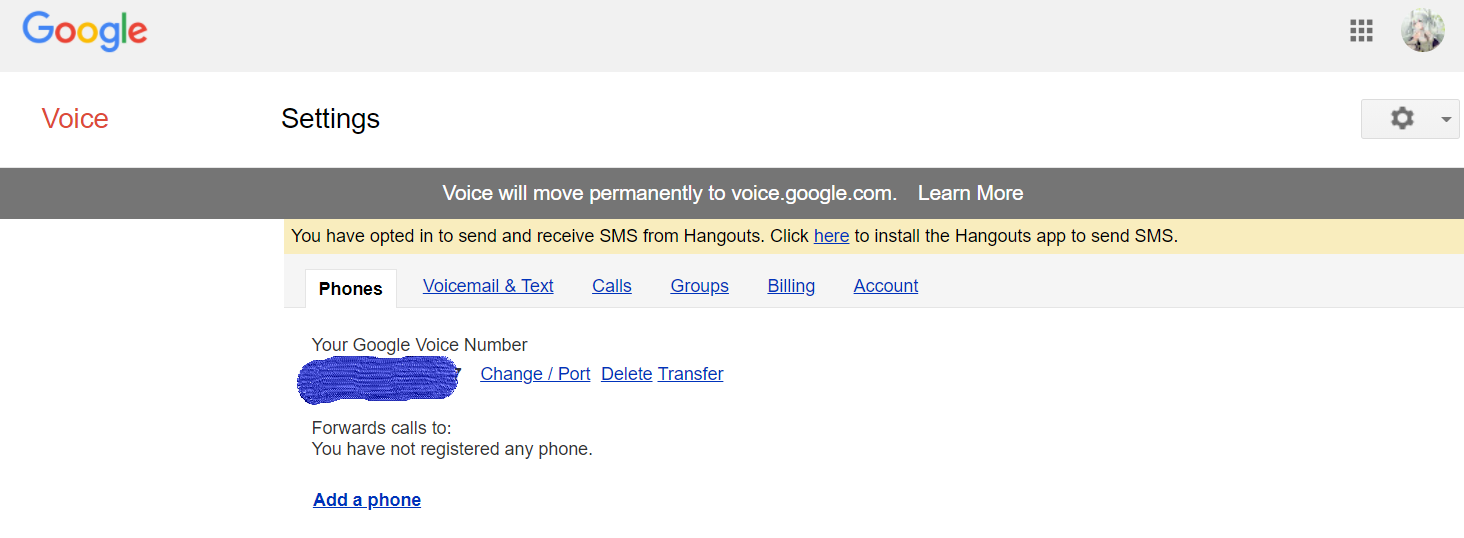 Google
Voice Settings
Voice will move permanently to voice.google.com. Learn More
You have opted in to send and receive SMS from Hangouts. Click here to install the Hangouts app to send SMS.
Phones Voicemail & Text Calls Groups Billing Account
Your Google Voice Number
Change / Port Delete Transfer
Forwards calls to:
You have not registered any phone.
Add a phone